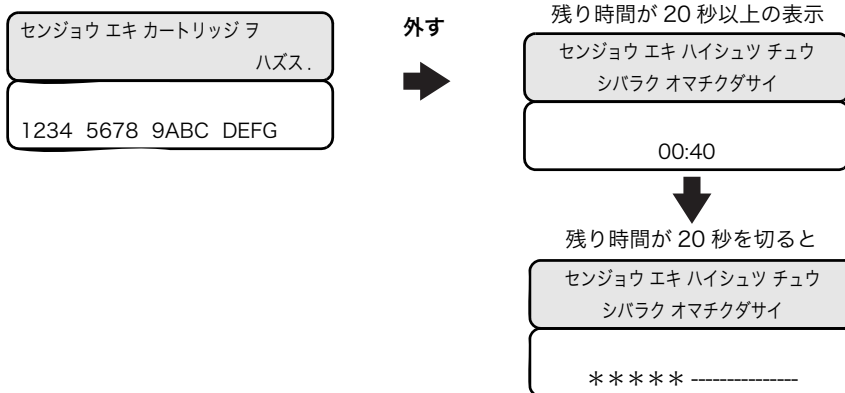 センジョウ エキ カートリッジ ヲ
ハズス .
1234 5678 9ABC DEFG
外す
残り時間が 20 秒以上の表示
センジョウ エキ ハイシュツ チュウ
シバラク オマチクダサイ
00:40
残り時間が 20 秒を切ると
センジョウ エキ ハイシュツ チュウ
シバラク オマチクダサイ
＊＊＊＊＊ ---------------